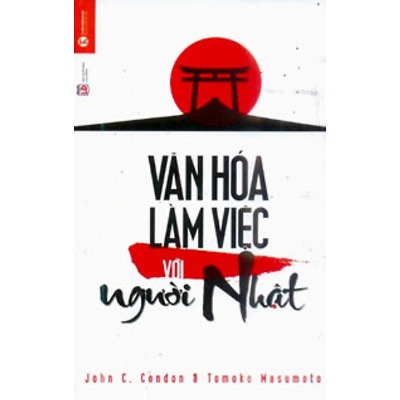 VĂN HÓA
LÀM VIỆC
VỚI
người Nhật
John C. Condon & Tomoko Masumoto